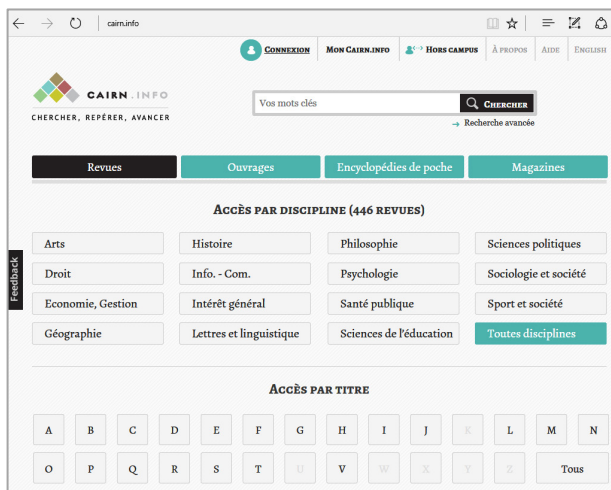 cairn.info
CONNEXION MON CAIRN.INFO HORS CAMPUS À PROPOS AIDE ENGLISH
CAIRN.INFO
CHERCHER, REPÉRER, AVANCER
Vos mots clés CHERCHER
→ Recherche avancée
Revues Ouvrages Encyclopédies de poche Magazines
ACCÈS PAR DISCIPLINE (446 REVUES)
Arts Histoire Philosophie Sciences politiques
Feedback
Droit Info. - Com. Psychologie Sociologie et société
Economie, Gestion Intérêt général Santé publique Sport et société
Géographie Lettres et linguistique Sciences de l'éducation Toutes disciplines
ACCÈS PAR TITRE
A B C D E F G H I J K L M N
O P Q R S T U V W X Y Z Tous